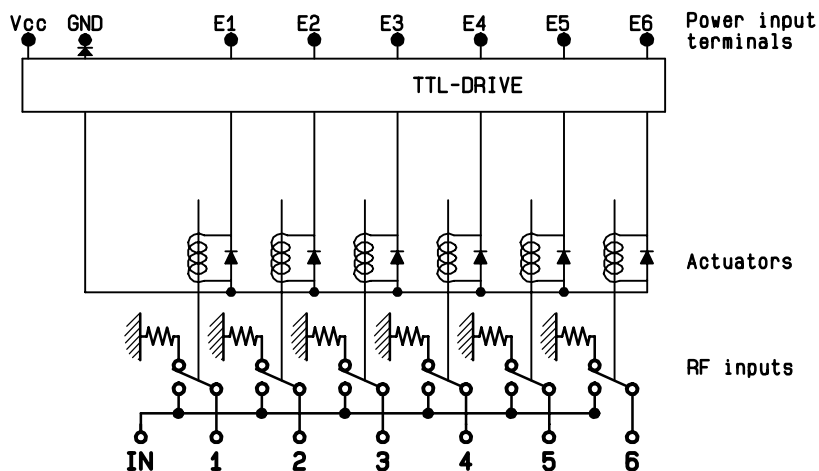 Vcc GND E1 E2 E3 E4 E5 E6 Power input
terminals
TTL-DRIVE
Actuators
RF inputs
IN 1 2 3 4 5 6